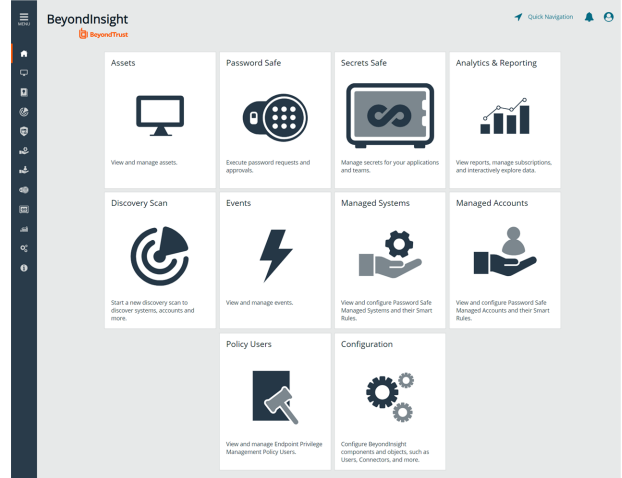 MENU
BeyondInsight
BeyondTrust
Quick Navigation
Assets
View and manage assets.
Password Safe
Execute password requests and
approvals.
Secrets Safe
Manage secrets for your applications
and teams.
Analytics & Reporting
View reports, manage subscriptions,
and interactively explore data.
Discovery Scan
Start a new discovery scan to
discover systems, accounts and
more.
Events
View and manage events.
Managed Systems
View and configure Password Safe
Managed Systems and their Smart
Rules.
Managed Accounts
View and configure Password Safe
Managed Accounts and their Smart
Rules.
Policy Users
View and manage Endpoint Privilege
Management Policy Users.
Configuration
Configure BeyondInsight
components and objects, such as
Users, Connectors, and more.